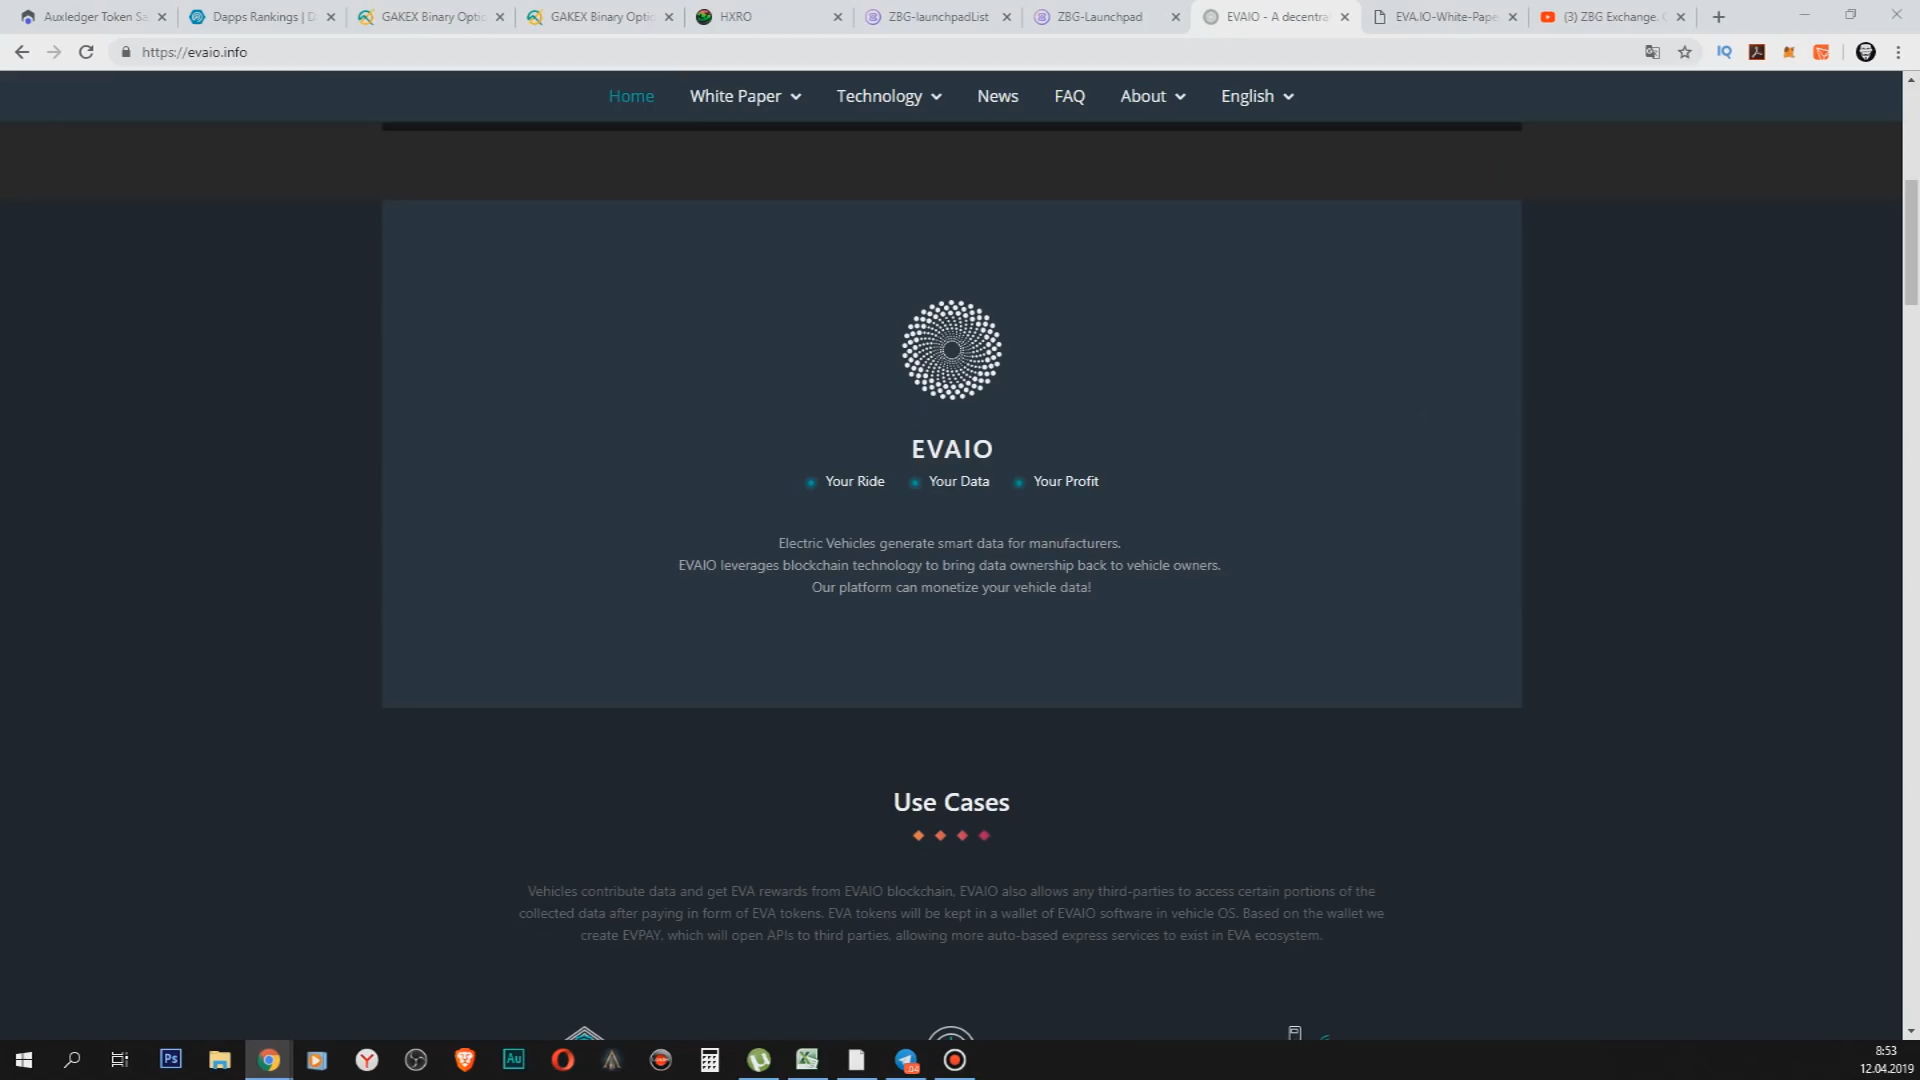 Auxledger Token Sa
Dapps Rankings | D
GAKEX Binary Optio
GAKEX Binary Optio
HXRO
ZBG-launchpadList
ZBG-Launchpad
EVAIO - A decentra
EVA.IO-White-Pape
(3) ZBG Exchange.
https://evaio.info
IQ
Home
White Paper
Technology
News
FAQ
About
English
EVAIO
Your Ride
Your Data
Your Profit
Electric Vehicles generate smart data for manufacturers.
EVAIO leverages blockchain technology to bring data ownership back to vehicle owners.
Our platform can monetize your vehicle data!
Use Cases
Vehicles contribute data and get EVA rewards from EVAIO blockchain, EVAIO also allows any third-parties to access certain portions of the
collected data after paying in form of EVA tokens. EVA tokens will be kept in a wallet of EVAIO software in vehicle OS. Based on the wallet we
create EVPAY, which will open APIs to third parties, allowing more auto-based express services to exist in EVA ecosystem.
Ps
Au
8:53
12.04.2019